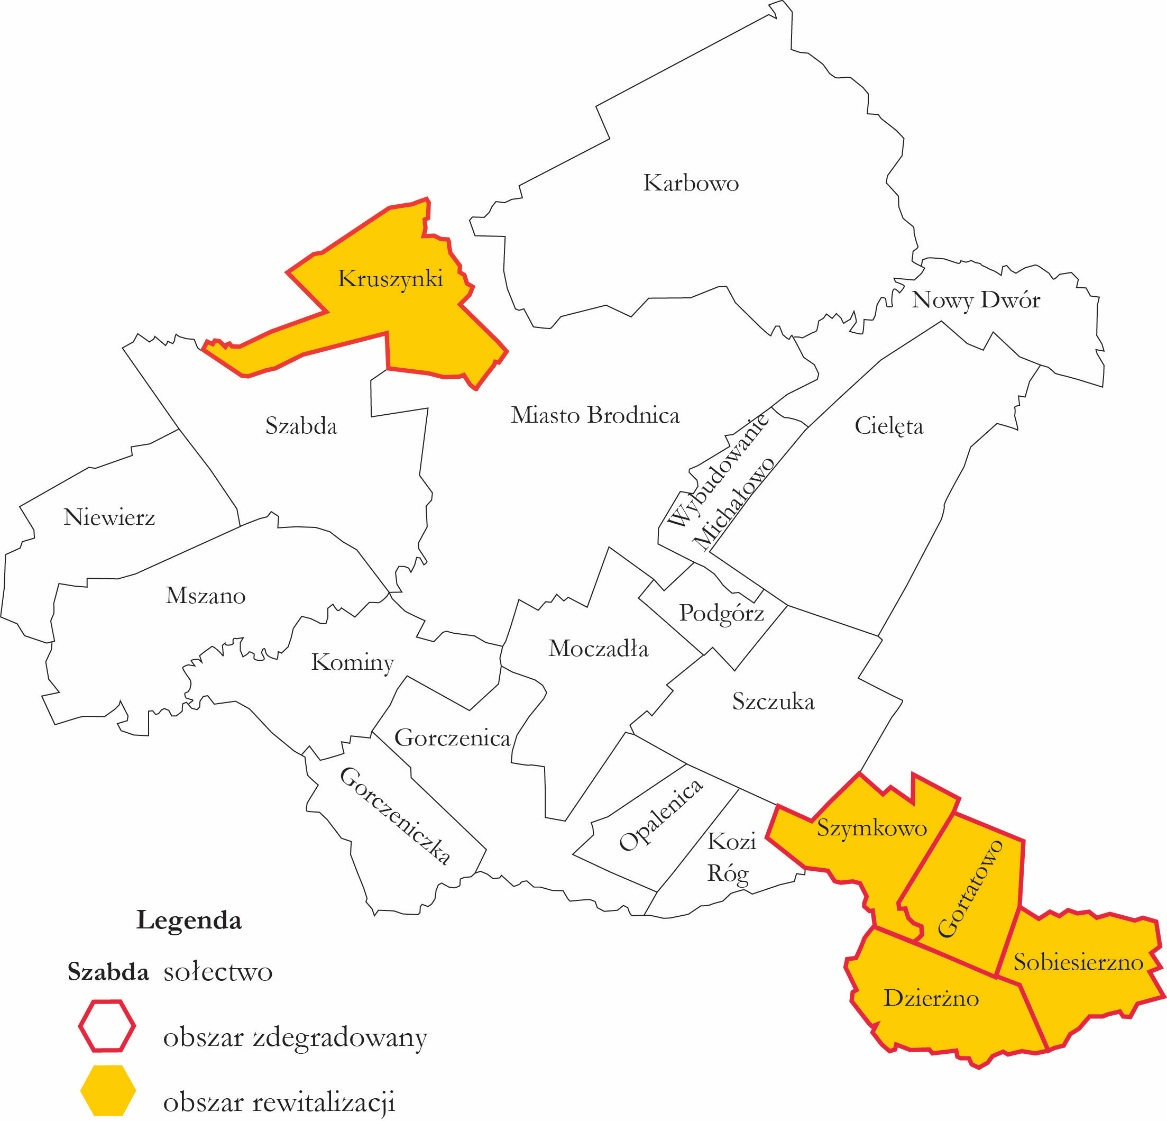 Karbowo
Kruszynki
Nowy Dwór
Miasto Brodnica
Szabda
Cielęta
Wybudowanie
Michałowo
Niewierz
Mszano
Podgórz
Moczadła
Kominy
Szczuka
Gorczenica
Gorczeniczka
Opalenica
Kozi
Róg
Szymkowo
Gortatowo
Sobiesierzno
Dzierżno
Legenda
Szabda sołectwo
obszar zdegradowany
obszar rewitalizacji